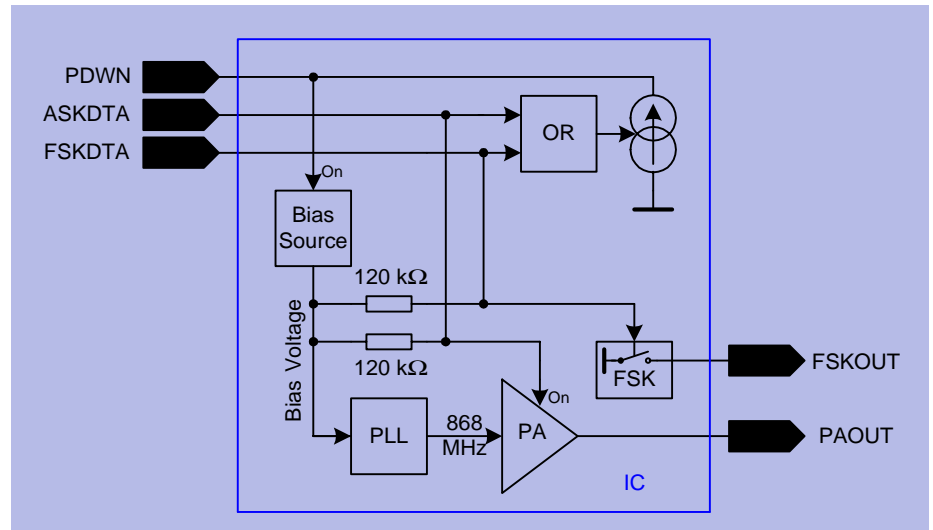 PDWN
ASKDTA
FSKDTA
OR
On
Bias
Source
120 kΩ
Bias Voltage
120 kΩ
FSK
FSKOUT
On
PLL
868
MHz
PA
PAOUT
IC